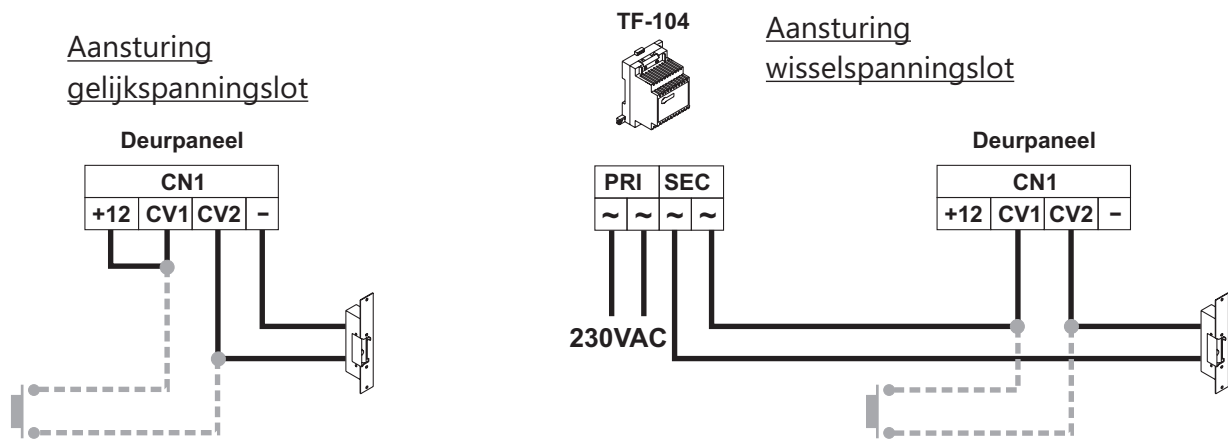 Aansturing
gelijkspanningslot
Deurpaneel
CN1
+12 CV1 CV2 −
TF-104
Aansturing
wisselspanningslot
PRI SEC
~ ~ ~ ~
230VAC
Deurpaneel
CN1
+12 CV1 CV2 −